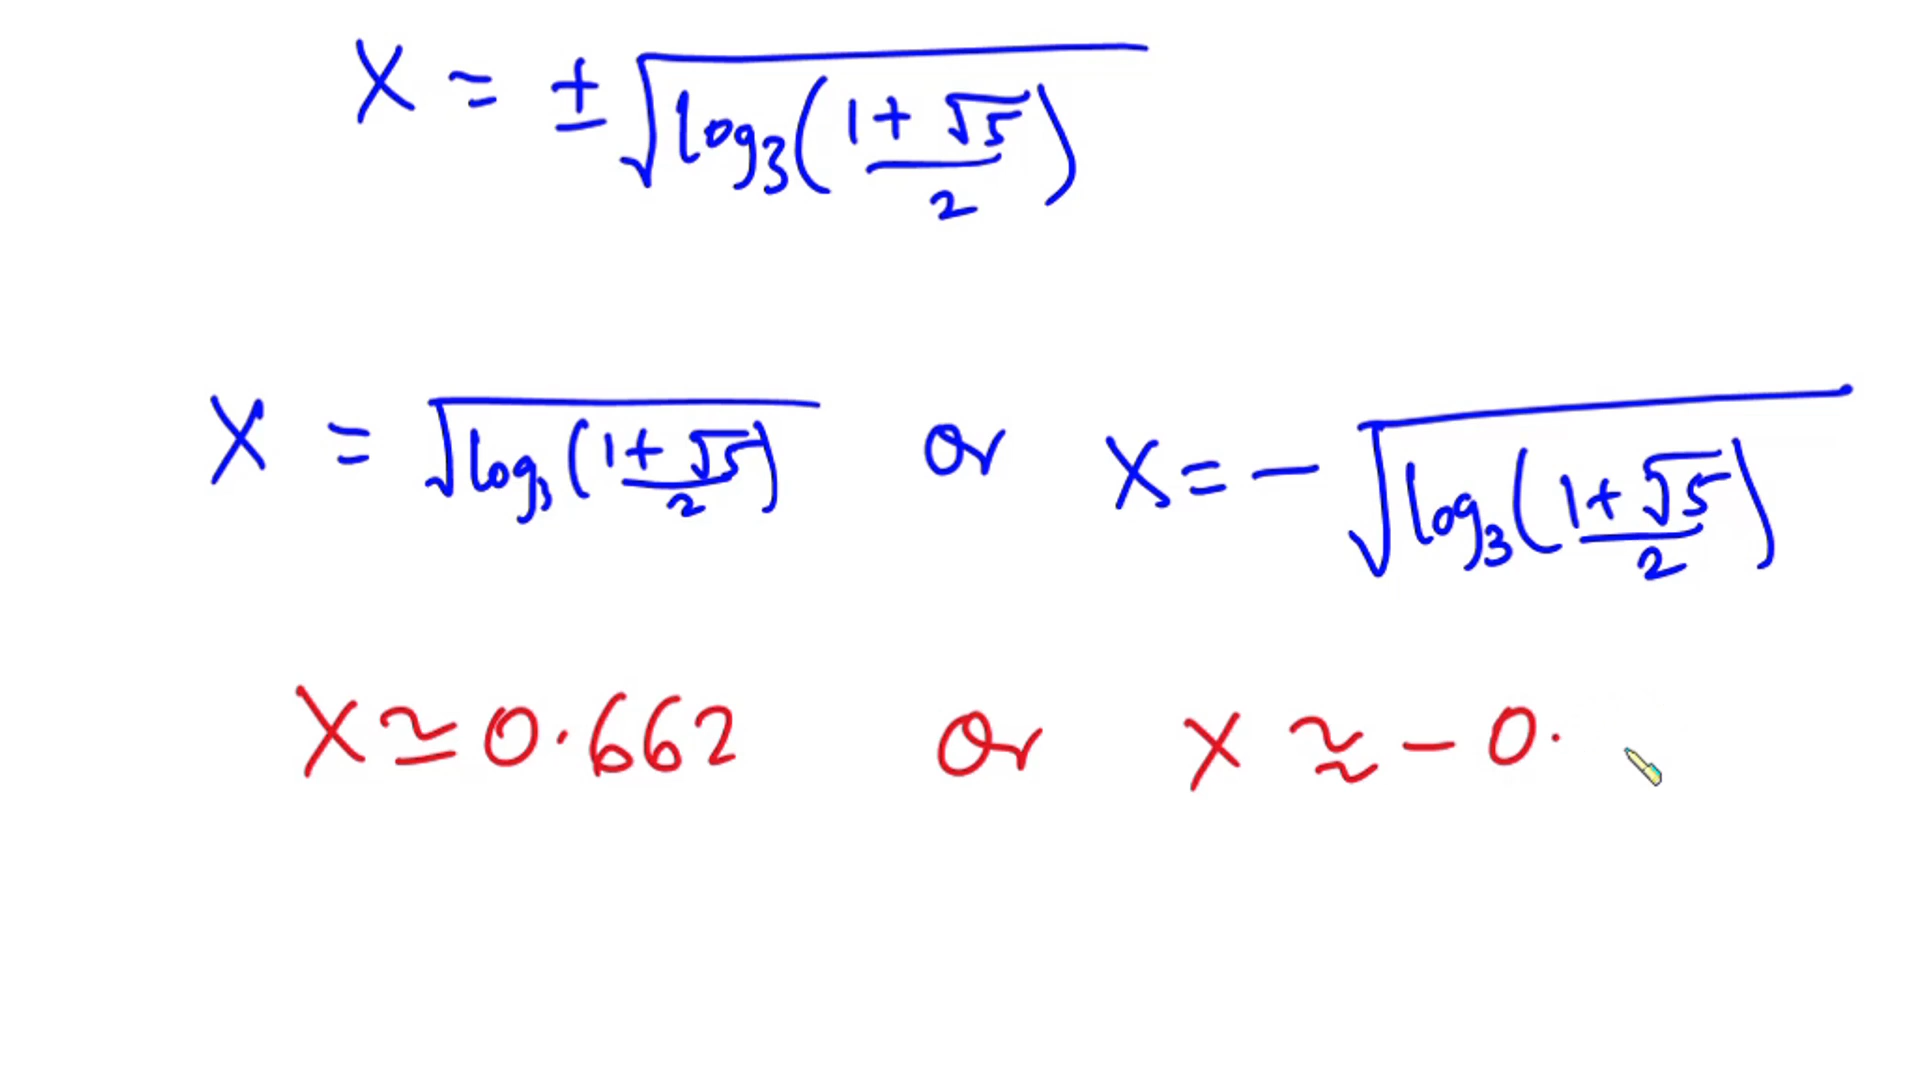 X = ±√log₃((1+√5)/2)
X = √log₃((1+√5)/2) or X = −√log₃((1+√5)/2)
X ≃ 0.662 or X ≈ −0.